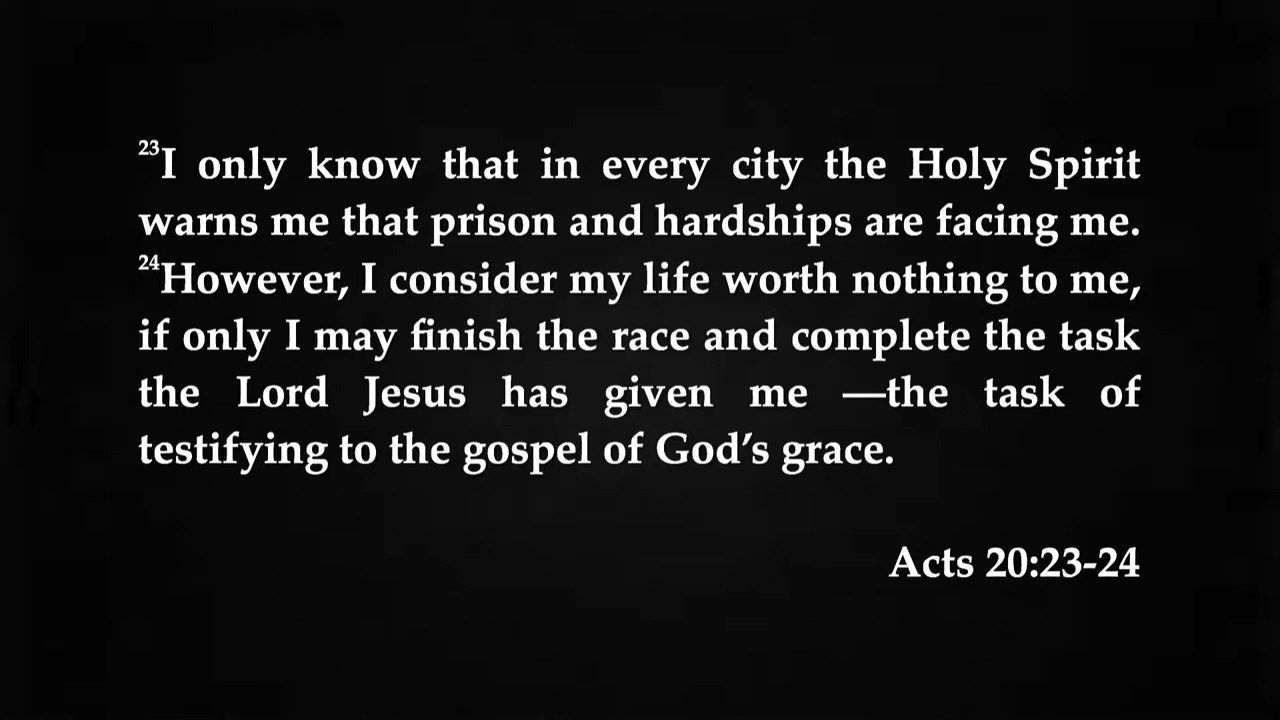 ²³I only know that in every city the Holy Spirit
warns me that prison and hardships are facing me.
²⁴However, I consider my life worth nothing to me,
if only I may finish the race and complete the task
the Lord Jesus has given me —the task of
testifying to the gospel of God’s grace.
Acts 20:23-24